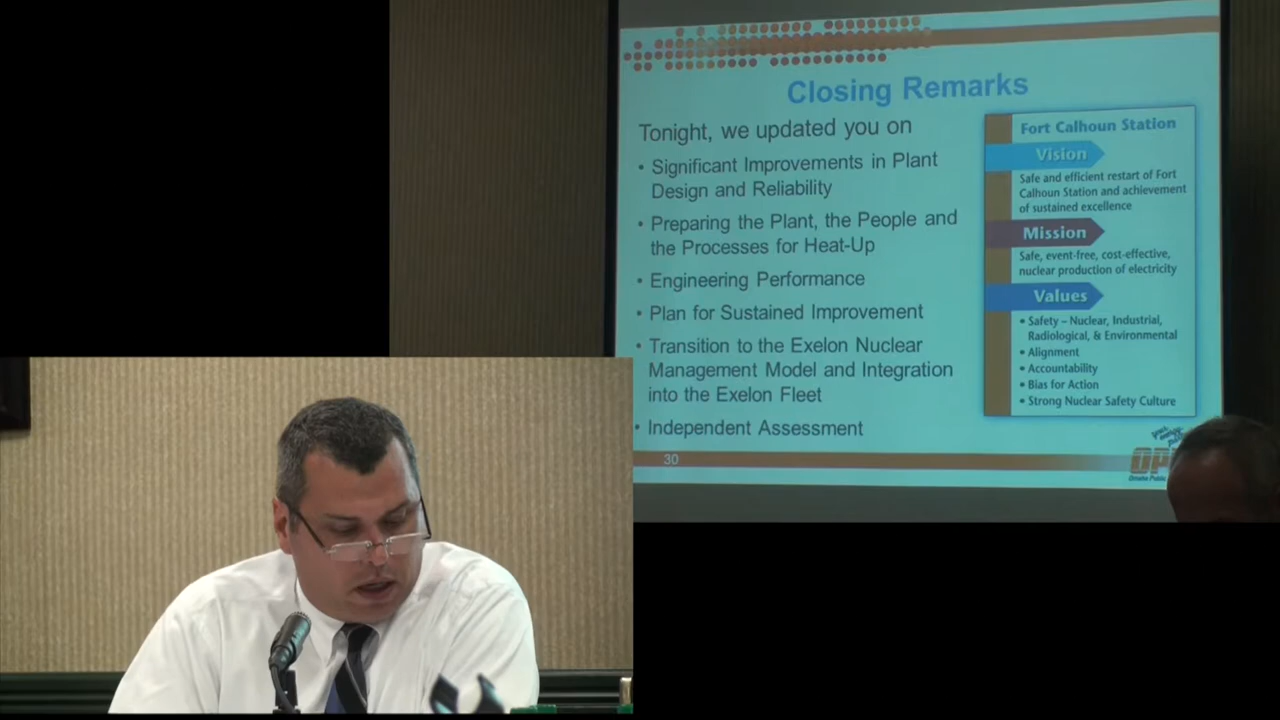 Closing Remarks
Tonight, we updated you on
• Significant Improvements in Plant
Design and Reliability
• Preparing the Plant, the People and
the Processes for Heat-Up
• Engineering Performance
• Plan for Sustained Improvement
• Transition to the Exelon Nuclear
Management Model and Integration
into the Exelon Fleet
• Independent Assessment
30
Fort Calhoun Station
Vision
Safe and efficient restart of Fort
Calhoun Station and achievement
of sustained excellence
Mission
Safe, event-free, cost-effective,
nuclear production of electricity
Values
• Safety – Nuclear, Industrial,
Radiological, & Environmental
• Alignment
• Accountability
• Bias for Action
• Strong Nuclear Safety Culture
Omaha Public